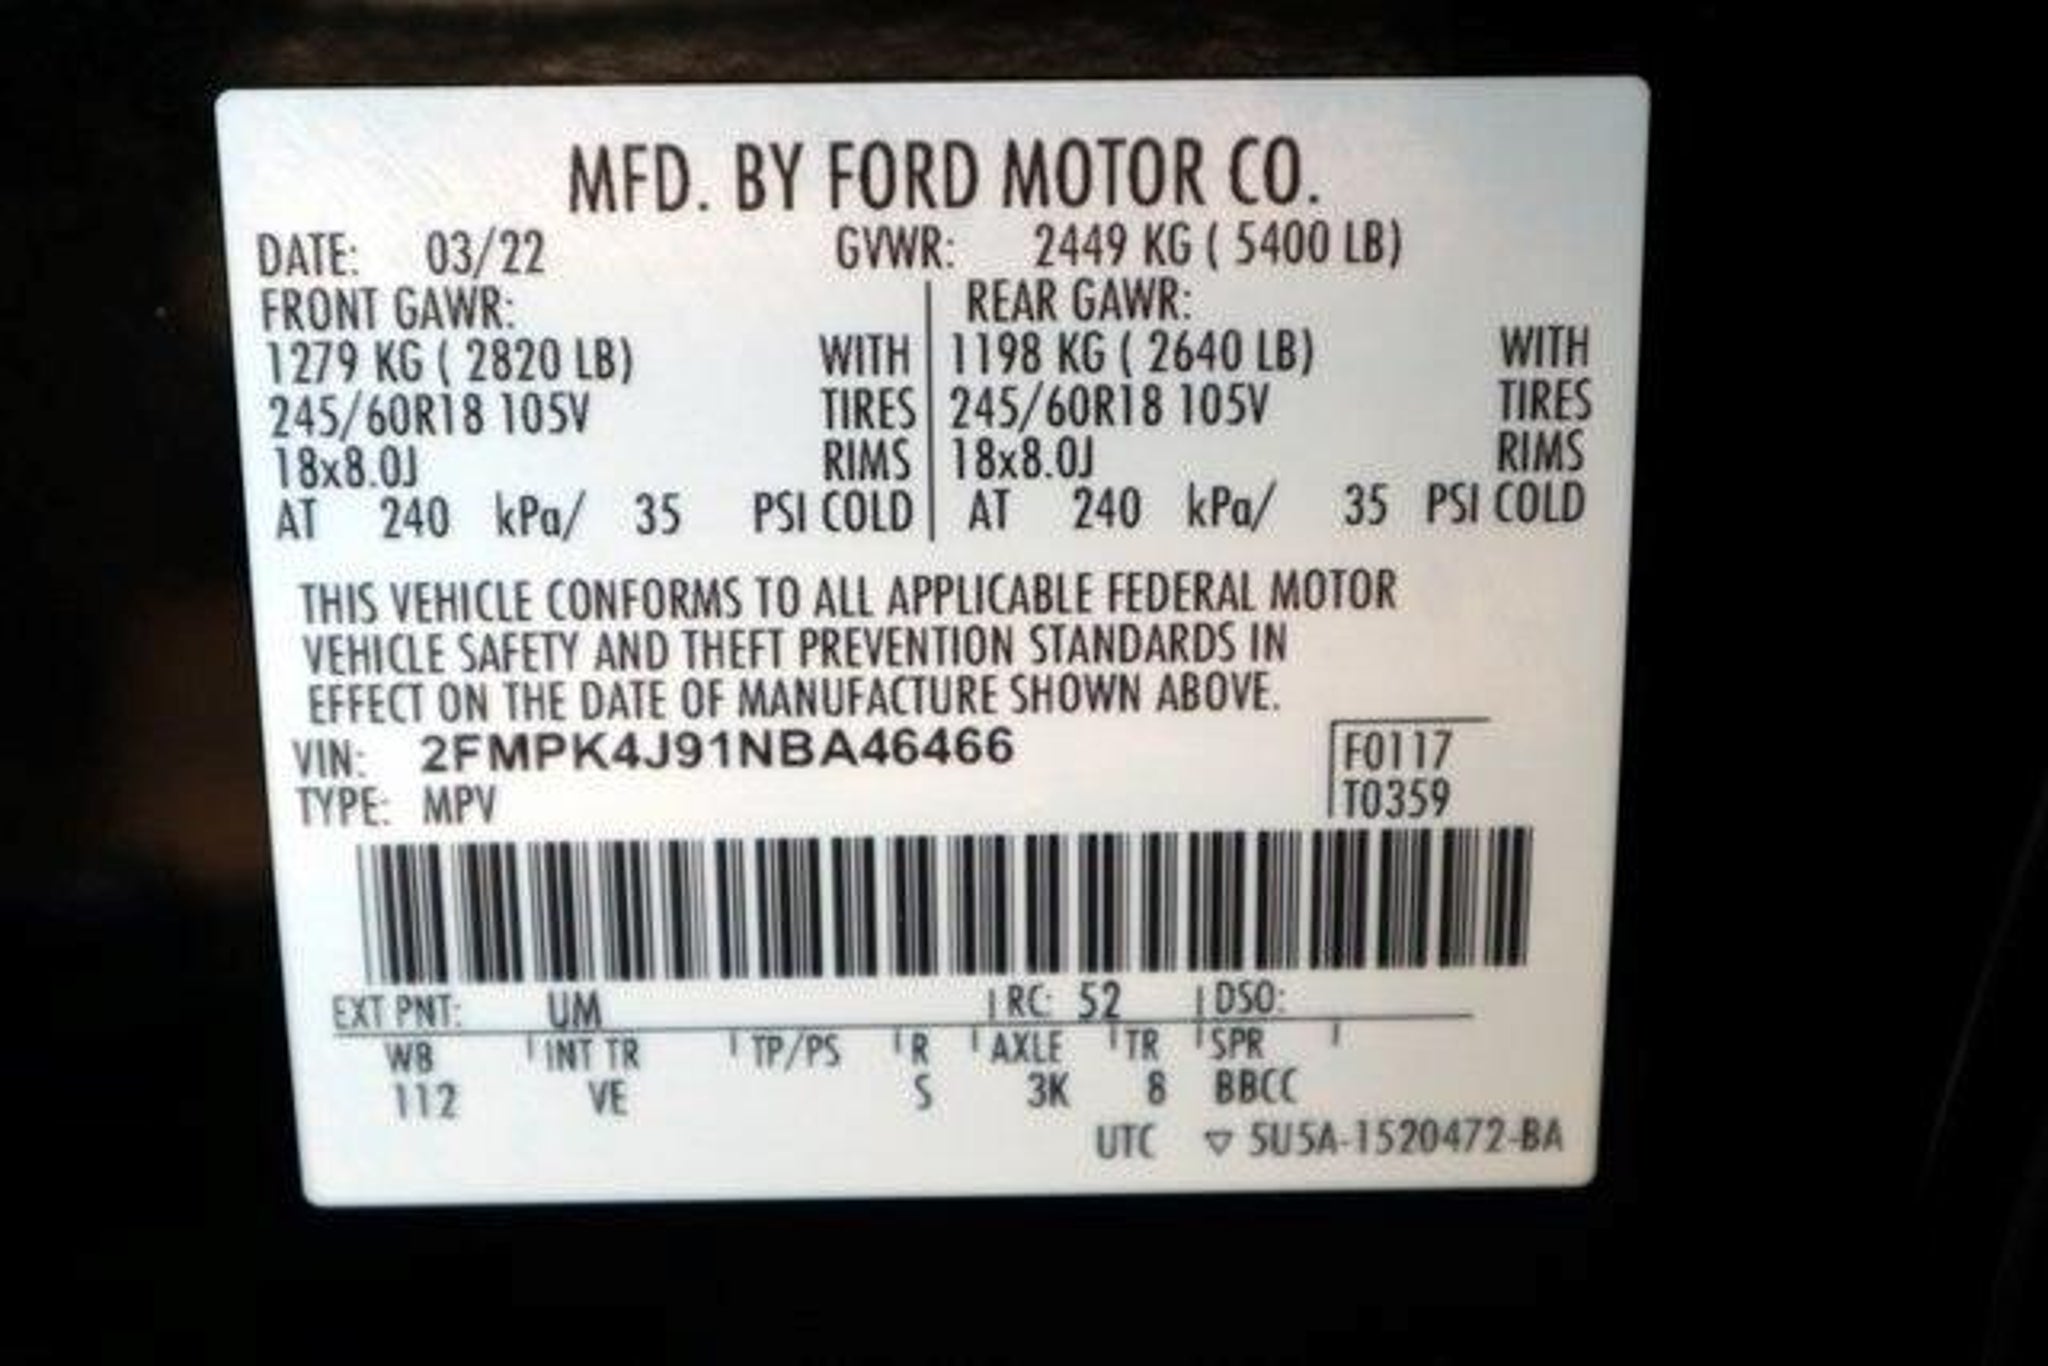 MFD. BY FORD MOTOR CO.
DATE: 03/22 GVWR: 2449 KG ( 5400 LB)
FRONT GAWR: REAR GAWR:
1279 KG ( 2820 LB) WITH 1198 KG ( 2640 LB) WITH
245/60R18 105V TIRES 245/60R18 105V TIRES
18x8.0J RIMS 18x8.0J RIMS
AT 240 kPa/ 35 PSI COLD AT 240 kPa/ 35 PSI COLD
THIS VEHICLE CONFORMS TO ALL APPLICABLE FEDERAL MOTOR
VEHICLE SAFETY AND THEFT PREVENTION STANDARDS IN
EFFECT ON THE DATE OF MANUFACTURE SHOWN ABOVE.
VIN: 2FMPK4J91NBA46466 F0117
TYPE: MPV T0359
EXT PNT: UM RC: 52 DSO:
WB INT TR TP/PS R AXLE TR SPR
112 VE S 3K 8 BBCC
UTC ▽ 5U5A-1520472-BA